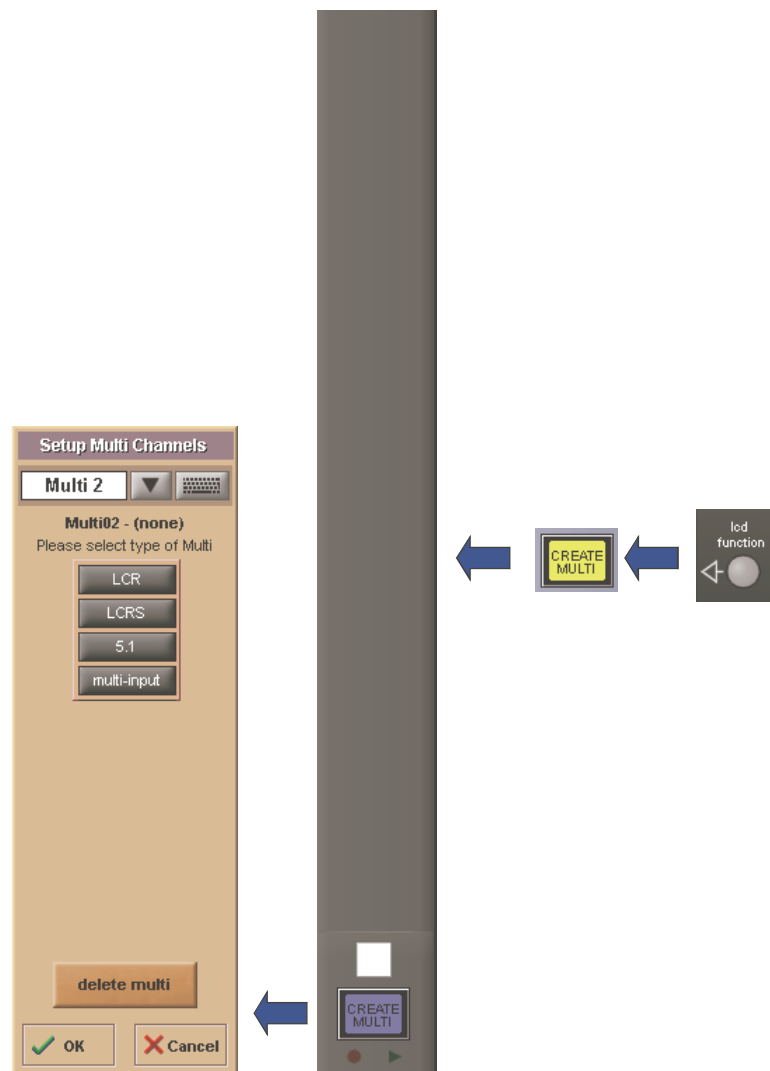 Setup Multi Channels
Multi 2
Multi02 - (none)
Please select type of Multi
LCR
LCRS
5.1
multi-input
delete multi
OK
Cancel
CREATE
MULTI
CREATE
MULTI
lcd
function